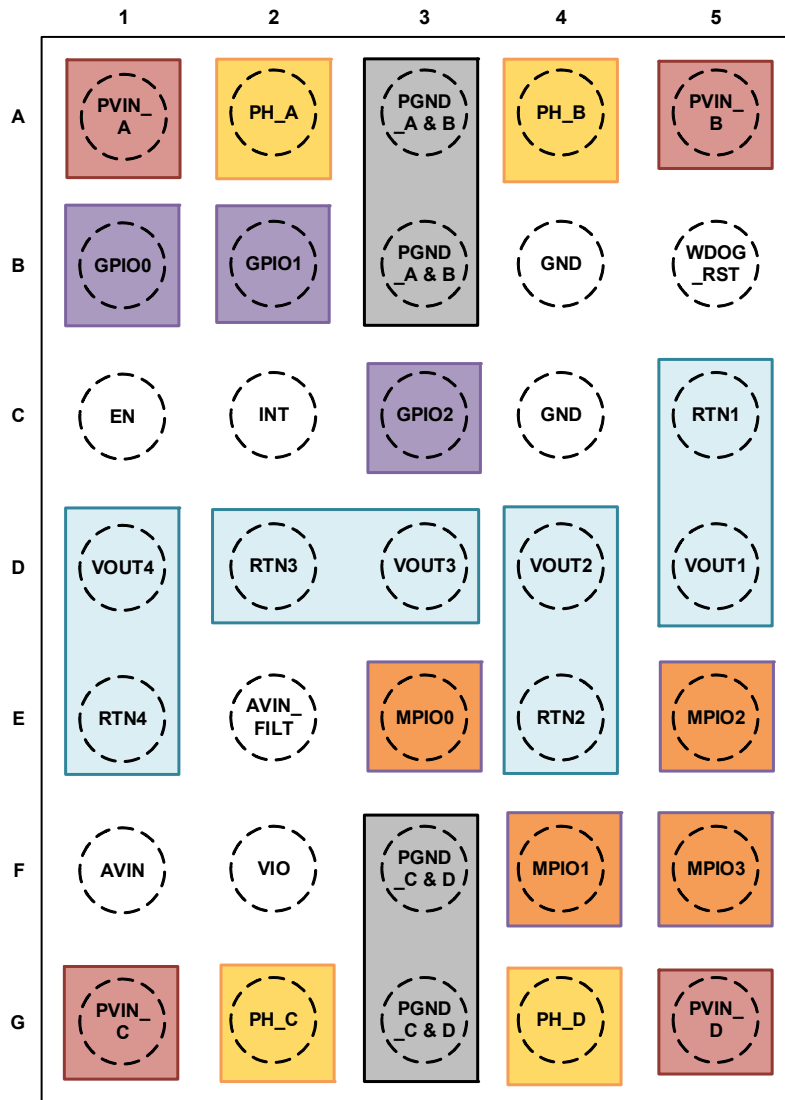 1 2 3 4 5
A
PVIN_
A
PH_A
PGND
_A & B
PH_B
PVIN_
B
B
GPIO0
GPIO1
PGND
_A & B
GND
WDOG
_RST
C
EN
INT
GPIO2
GND
RTN1
D
VOUT4
RTN3
VOUT3
VOUT2
VOUT1
E
RTN4
AVIN_
FILT
MPIO0
RTN2
MPIO2
F
AVIN
VIO
PGND
_C & D
MPIO1
MPIO3
G
PVIN_
C
PH_C
PGND
_C & D
PH_D
PVIN_
D